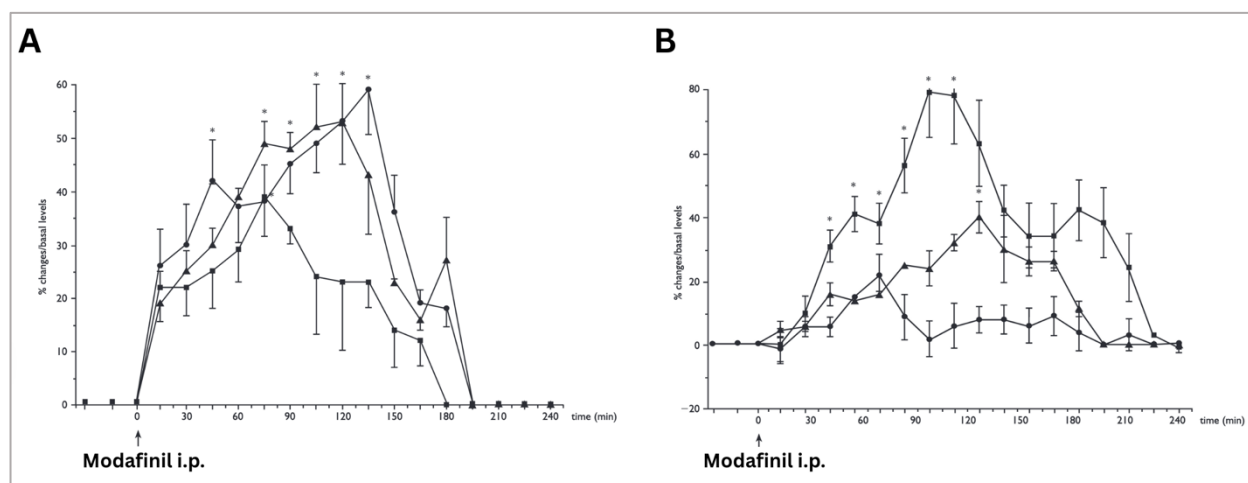 A
B
% changes/basal levels
60
50
40
30
20
10
0
0 30 60 90 120 150 180 210 240 time (min)
Modafinil i.p.
* * * * * * *
% changes/basal levels
80
60
40
20
0
−20
0 30 60 90 120 150 180 210 240 time (min)
Modafinil i.p.
* * * * * * *